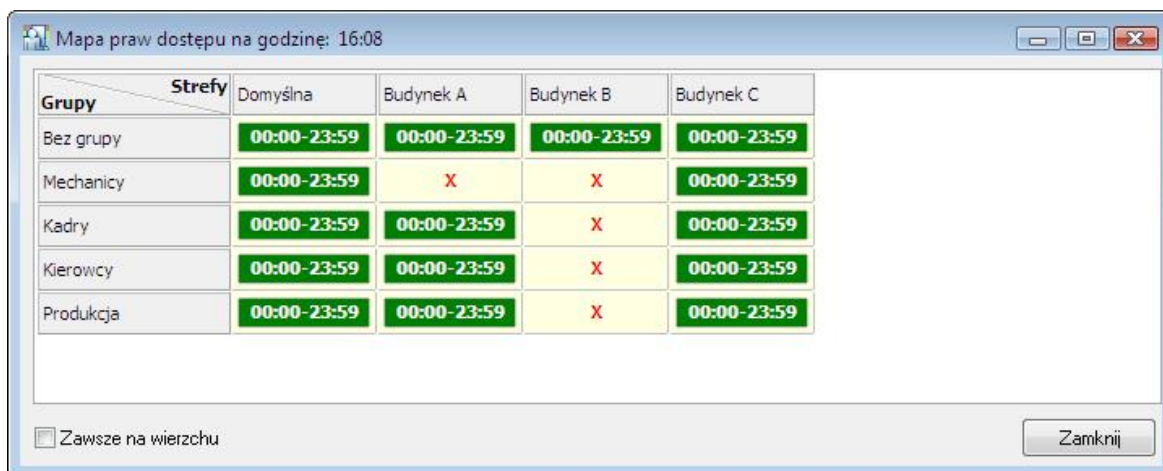 Mapa praw dostępu na godzinę: 16:08
Strefy Domyślna Budynek A Budynek B Budynek C
Grupy
Bez grupy 00:00-23:59 00:00-23:59 00:00-23:59 00:00-23:59
Mechanicy 00:00-23:59 X X 00:00-23:59
Kadry 00:00-23:59 00:00-23:59 X 00:00-23:59
Kierowcy 00:00-23:59 00:00-23:59 X 00:00-23:59
Produkcja 00:00-23:59 00:00-23:59 X 00:00-23:59
Zawsze na wierzchu Zamknij